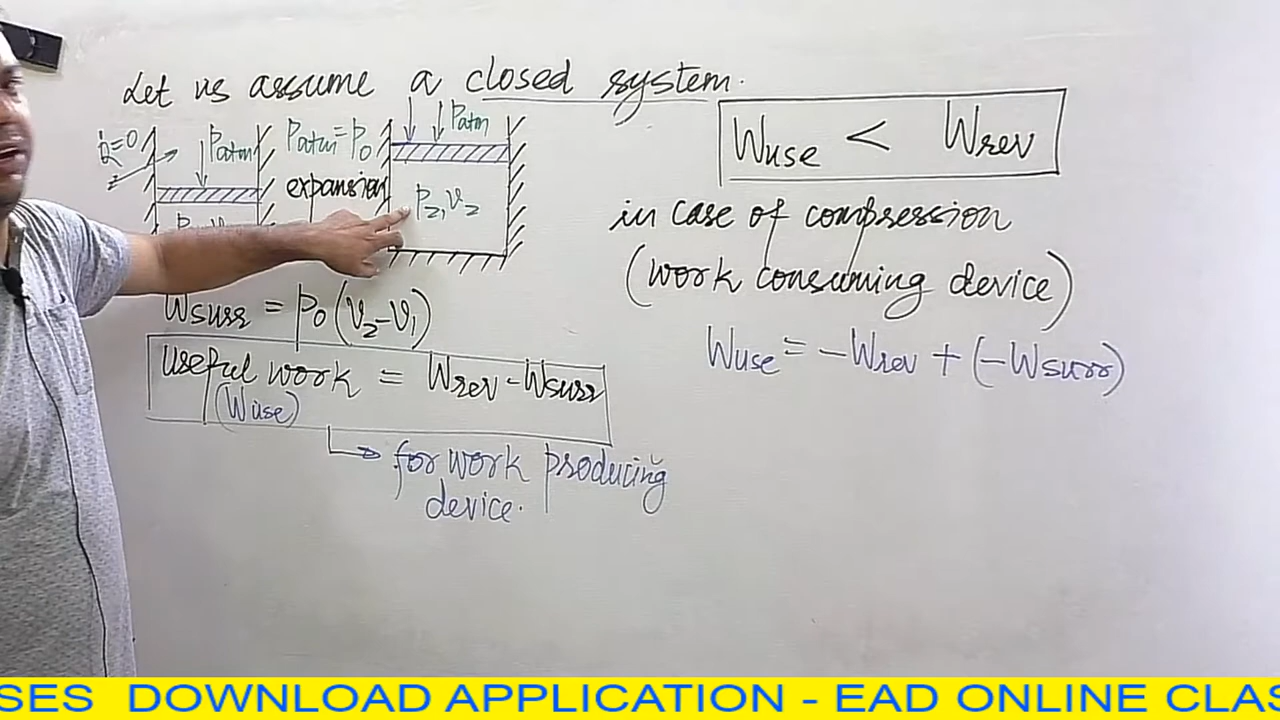 Let us assume a closed system.
Q̇=0
Patm
Patm = P0
expansion
Patm
P2, V2
Wsurr = P0 (V2-V1)
Useful work = Wrev - Wsurr
(Wuse)
for work producing
device.
Wuse < Wrev
in case of compression
(work consuming device)
Wuse = -Wrev + (-Wsurr)
SES DOWNLOAD APPLICATION - EAD ONLINE CLAS